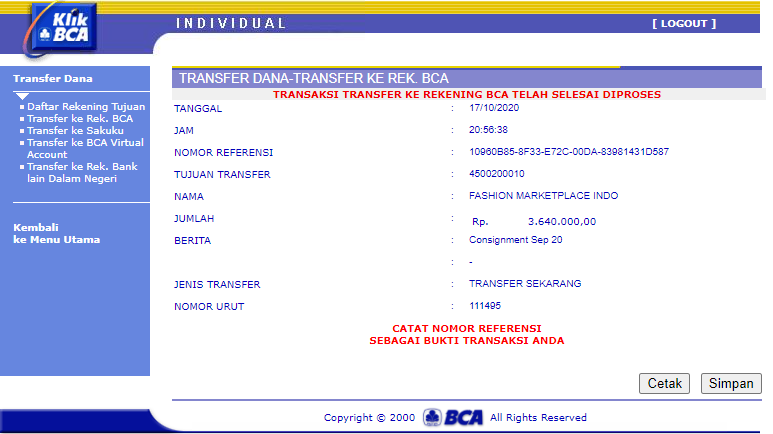 Klik
BCA
INDIVIDUAL
[ LOGOUT ]
Transfer Dana
Daftar Rekening Tujuan
Transfer ke Rek. BCA
Transfer ke Sakuku
Transfer ke BCA Virtual
Account
Transfer ke Rek. Bank
lain Dalam Negeri
Kembali
ke Menu Utama
TRANSFER DANA-TRANSFER KE REK. BCA
TRANSAKSI TRANSFER KE REKENING BCA TELAH SELESAI DIPROSES
TANGGAL : 17/10/2020
JAM : 20:56:38
NOMOR REFERENSI : 10960B85-8F33-E72C-00DA-83981431D587
TUJUAN TRANSFER : 4500200010
NAMA : FASHION MARKETPLACE INDO
JUMLAH : Rp. 3.640.000,00
BERITA : Consignment Sep 20
: -
JENIS TRANSFER : TRANSFER SEKARANG
NOMOR URUT : 111495
CATAT NOMOR REFERENSI
SEBAGAI BUKTI TRANSAKSI ANDA
Cetak Simpan
Copyright © 2000 BCA All Rights Reserved